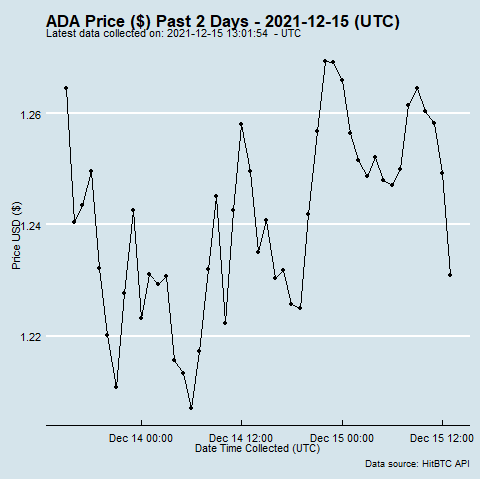 ADA Price ($) Past 2 Days - 2021-12-15 (UTC)
Latest data collected on: 2021-12-15 13:01:54 - UTC
1.26
1.24
1.22
Price USD ($)
Dec 14 00:00 Dec 14 12:00 Dec 15 00:00 Dec 15 12:00
Date Time Collected (UTC)
Data source: HitBTC API